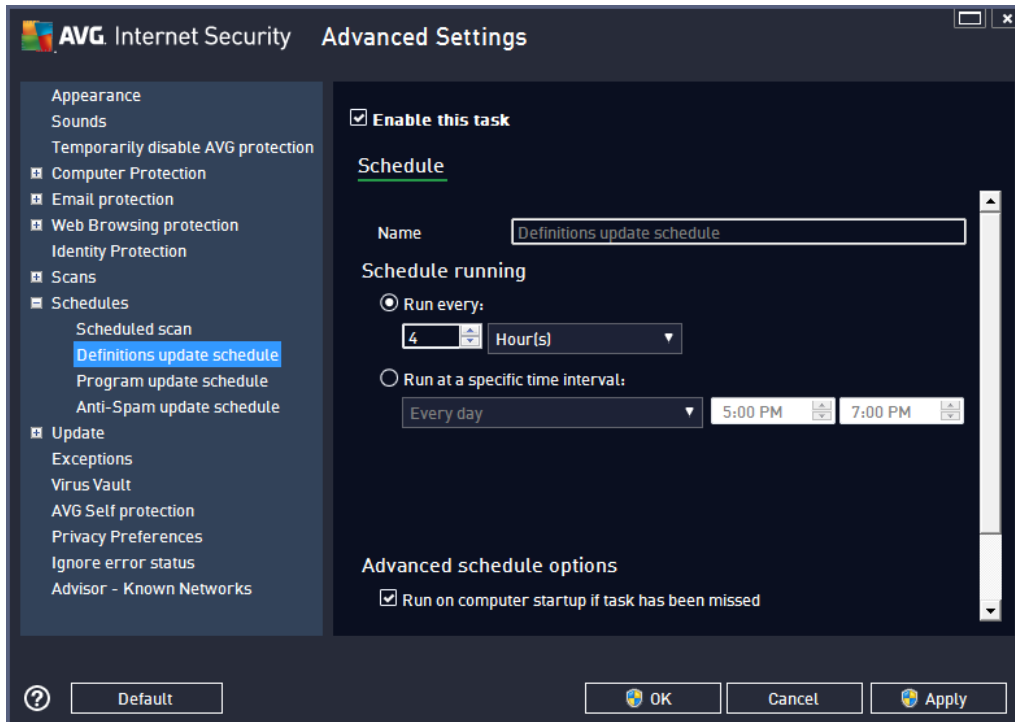 AVG. Internet Security
Advanced Settings
Appearance
Sounds
Temporarily disable AVG protection
Computer Protection
Email protection
Web Browsing protection
Identity Protection
Scans
Schedules
Scheduled scan
Definitions update schedule
Program update schedule
Anti-Spam update schedule
Update
Exceptions
Virus Vault
AVG Self protection
Privacy Preferences
Ignore error status
Advisor - Known Networks
Enable this task
Schedule
Name Definitions update schedule
Schedule running
Run every:
4 Hour(s)
Run at a specific time interval:
Every day 5:00 PM 7:00 PM
Advanced schedule options
Run on computer startup if task has been missed
? Default OK Cancel Apply